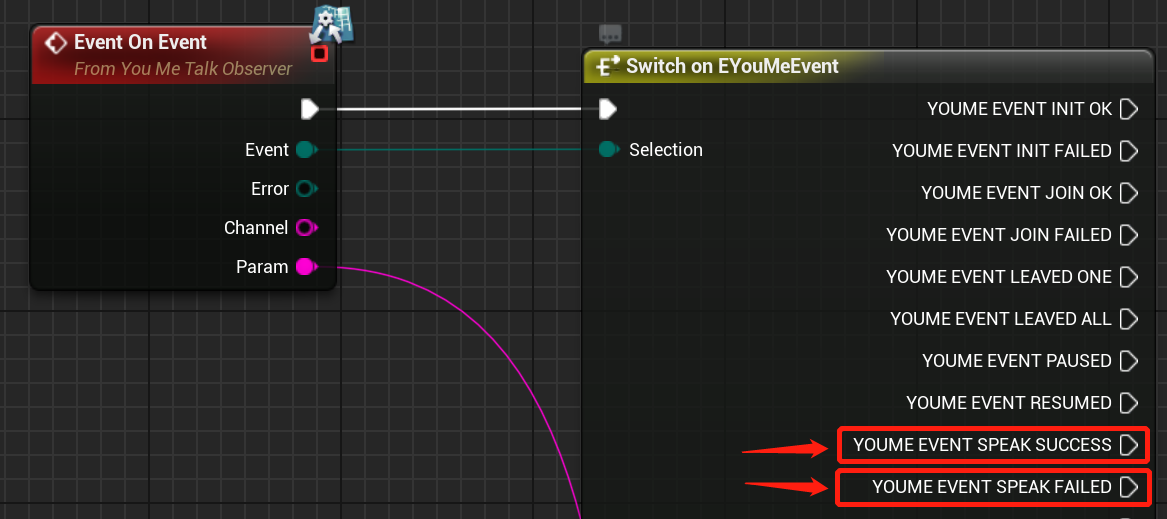 Event On Event
From You Me Talk Observer
Event
Error
Channel
Param
Switch on EYouMeEvent
Selection
YOUME EVENT INIT OK
YOUME EVENT INIT FAILED
YOUME EVENT JOIN OK
YOUME EVENT JOIN FAILED
YOUME EVENT LEAVED ONE
YOUME EVENT LEAVED ALL
YOUME EVENT PAUSED
YOUME EVENT RESUMED
YOUME EVENT SPEAK SUCCESS
YOUME EVENT SPEAK FAILED